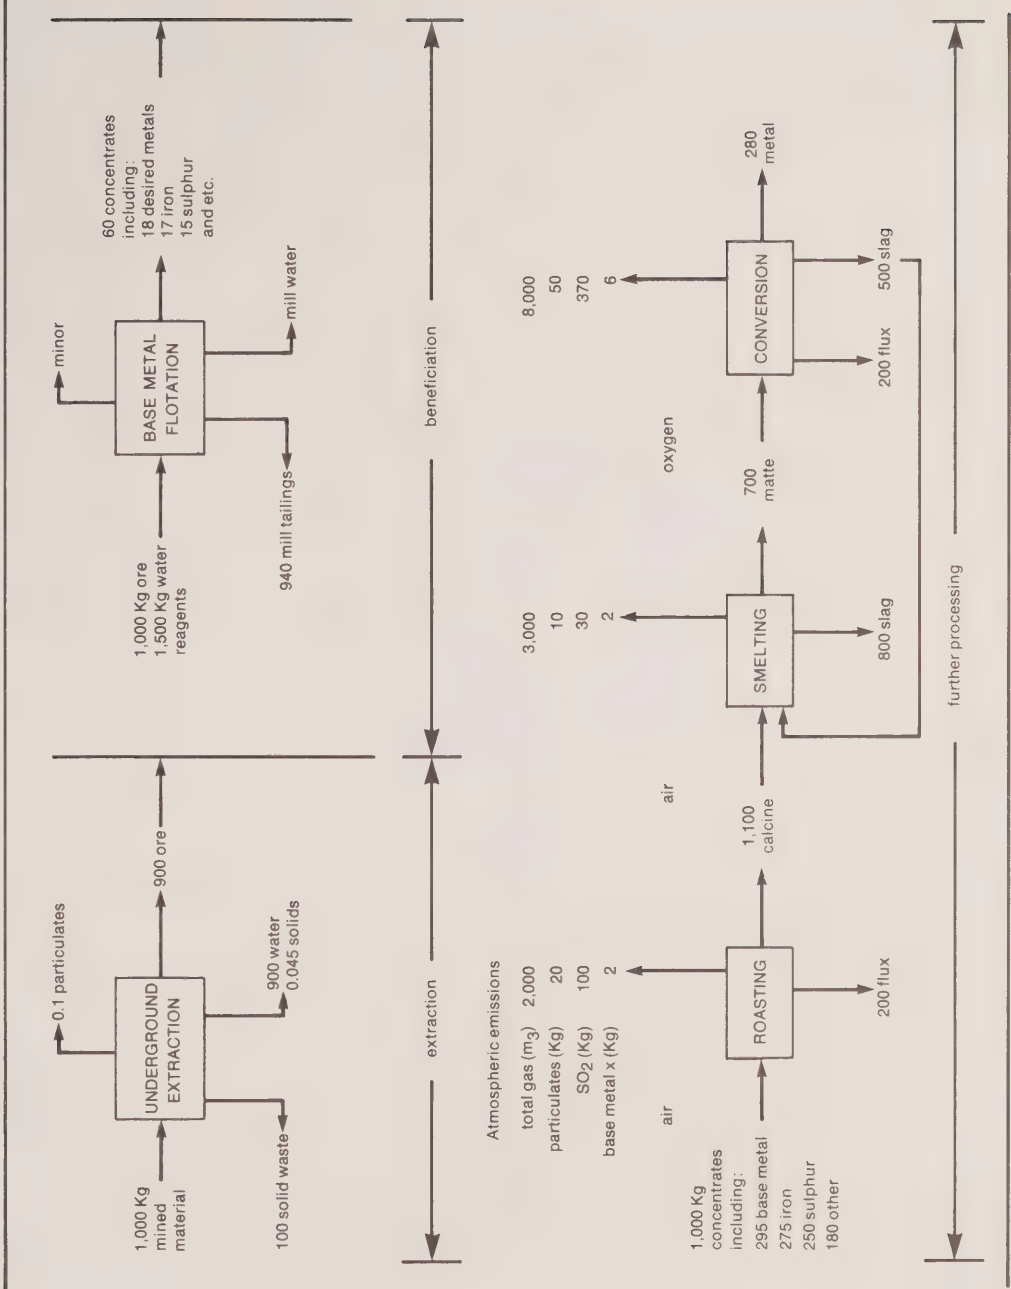 1,000 Kg
mined
material
UNDERGROUND
EXTRACTION
0.1 particulates
900 ore
100 solid waste
900 water
0.045 solids
1,000 Kg ore
1,500 Kg water
reagents
BASE METAL
FLOTATION
minor
60 concentrates
including:
18 desired metals
17 iron
15 sulphur
and etc.
940 mill tailings
mill water
extraction
beneficiation
Atmospheric emissions
total gas (m3) 2,000
particulates (Kg) 20
SO2 (Kg) 100
base metal x (Kg) 2
3,000
10
30
2
8,000
50
370
6
air
air
oxygen
1,000 Kg
concentrates
including:
295 base metal
275 iron
250 sulphur
180 other
ROASTING
1,100
calcine
SMELTING
700
matte
CONVERSION
280
metal
200 flux
800 slag
200 flux
500 slag
further processing